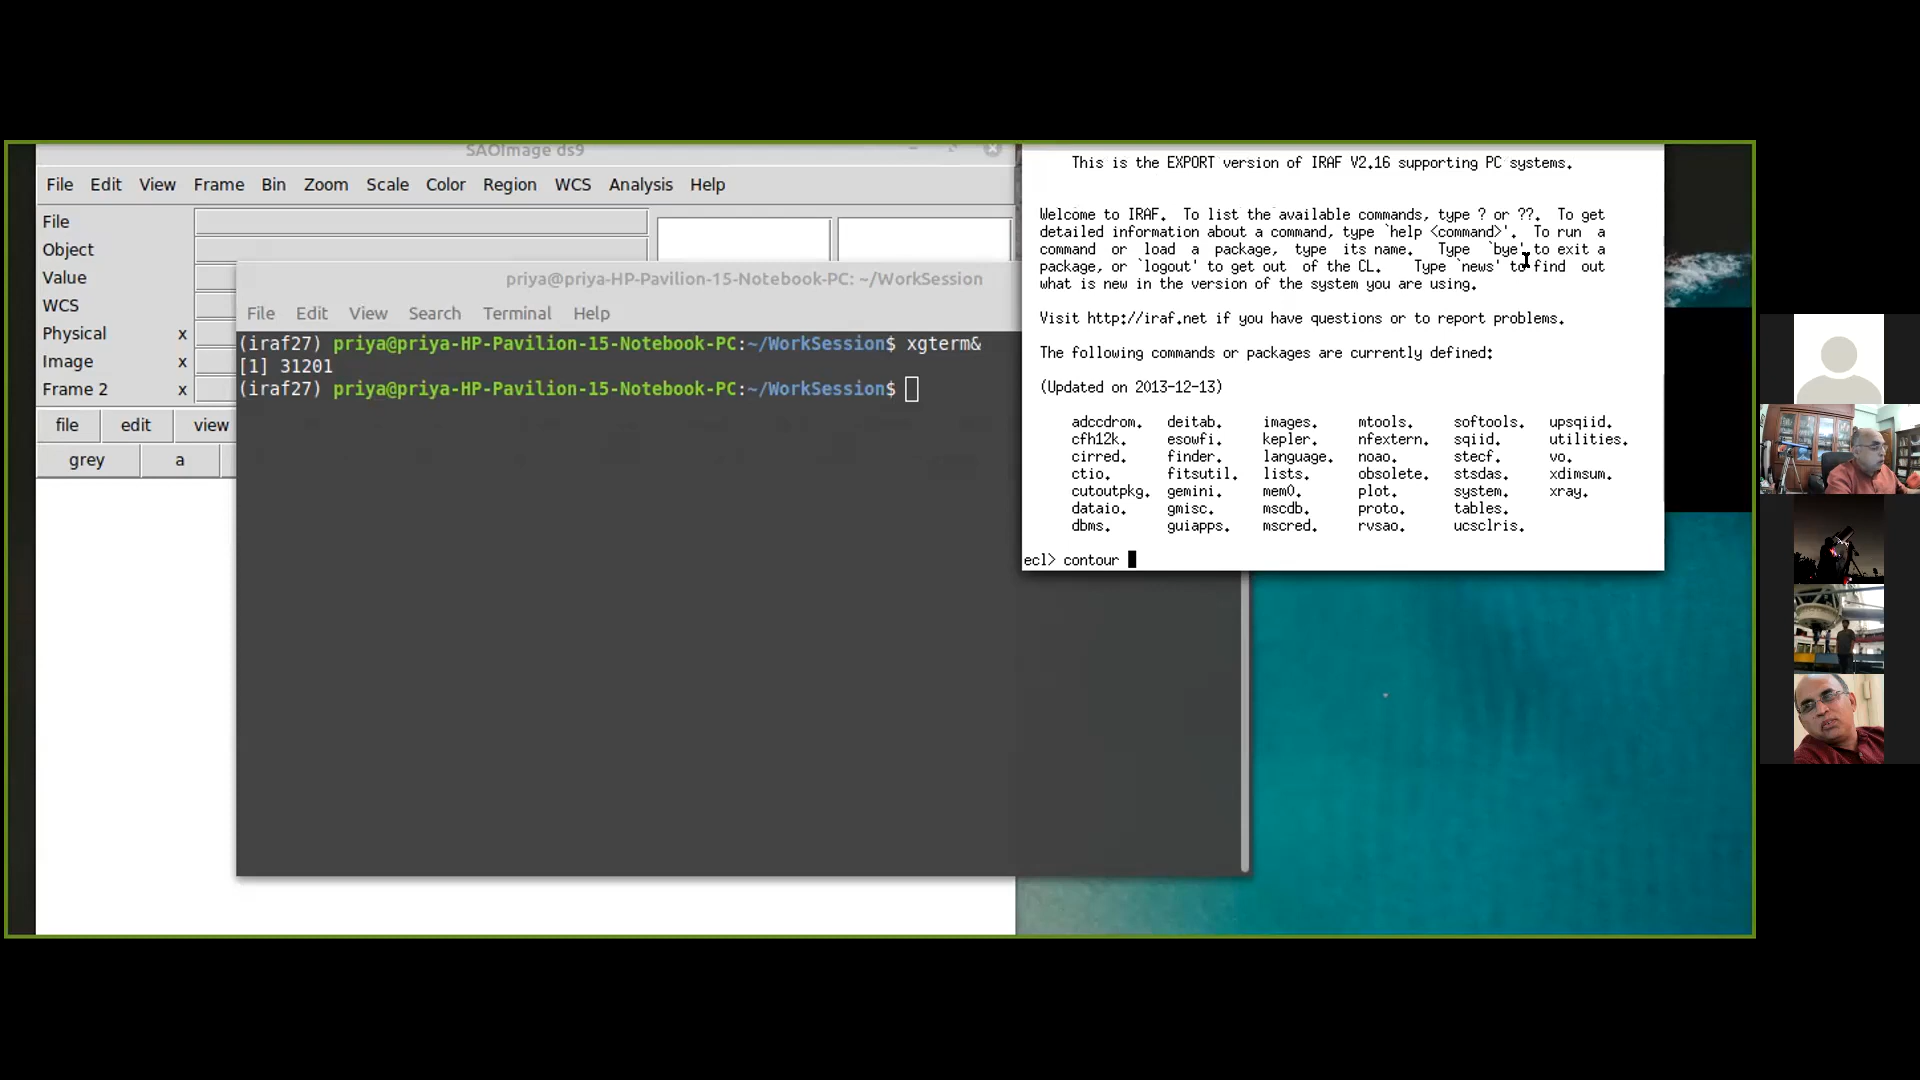 SAOImage ds9
File Edit View Frame Bin Zoom Scale Color Region WCS Analysis Help
File
Object
Value
WCS
Physical x
Image x
Frame 2 x
file edit view
grey a
priya@priya-HP-Pavilion-15-Notebook-PC: ~/WorkSession
File Edit View Search Terminal Help
(iraf27) priya@priya-HP-Pavilion-15-Notebook-PC:~/WorkSession$ xgterm&
[1] 31201
(iraf27) priya@priya-HP-Pavilion-15-Notebook-PC:~/WorkSession$
This is the EXPORT version of IRAF V2.16 supporting PC systems.
Welcome to IRAF. To list the available commands, type ? or ??. To get
detailed information about a command, type `help <command>'. To run a
command or load a package, type its name. Type `bye' to exit a
package, or `logout' to get out of the CL. Type `news' to find out
what is new in the version of the system you are using.
Visit http://iraf.net if you have questions or to report problems.
The following commands or packages are currently defined:
(Updated on 2013-12-13)
adccdrom. deitab. images. mtools. softools. upsqiid.
cfh12k. esowfi. kepler. nfextern. sqiid. utilities.
cirred. finder. language. noao. stecf. vo.
ctio. fitsutil. lists. obsolete. stsdas. xdimsum.
cutoutpkg. gemini. mem0. plot. system. xray.
dataio. gmisc. mscdb. proto. tables.
dbms. guiapps. mscred. rvsao. ucsclris.
ecl> contour